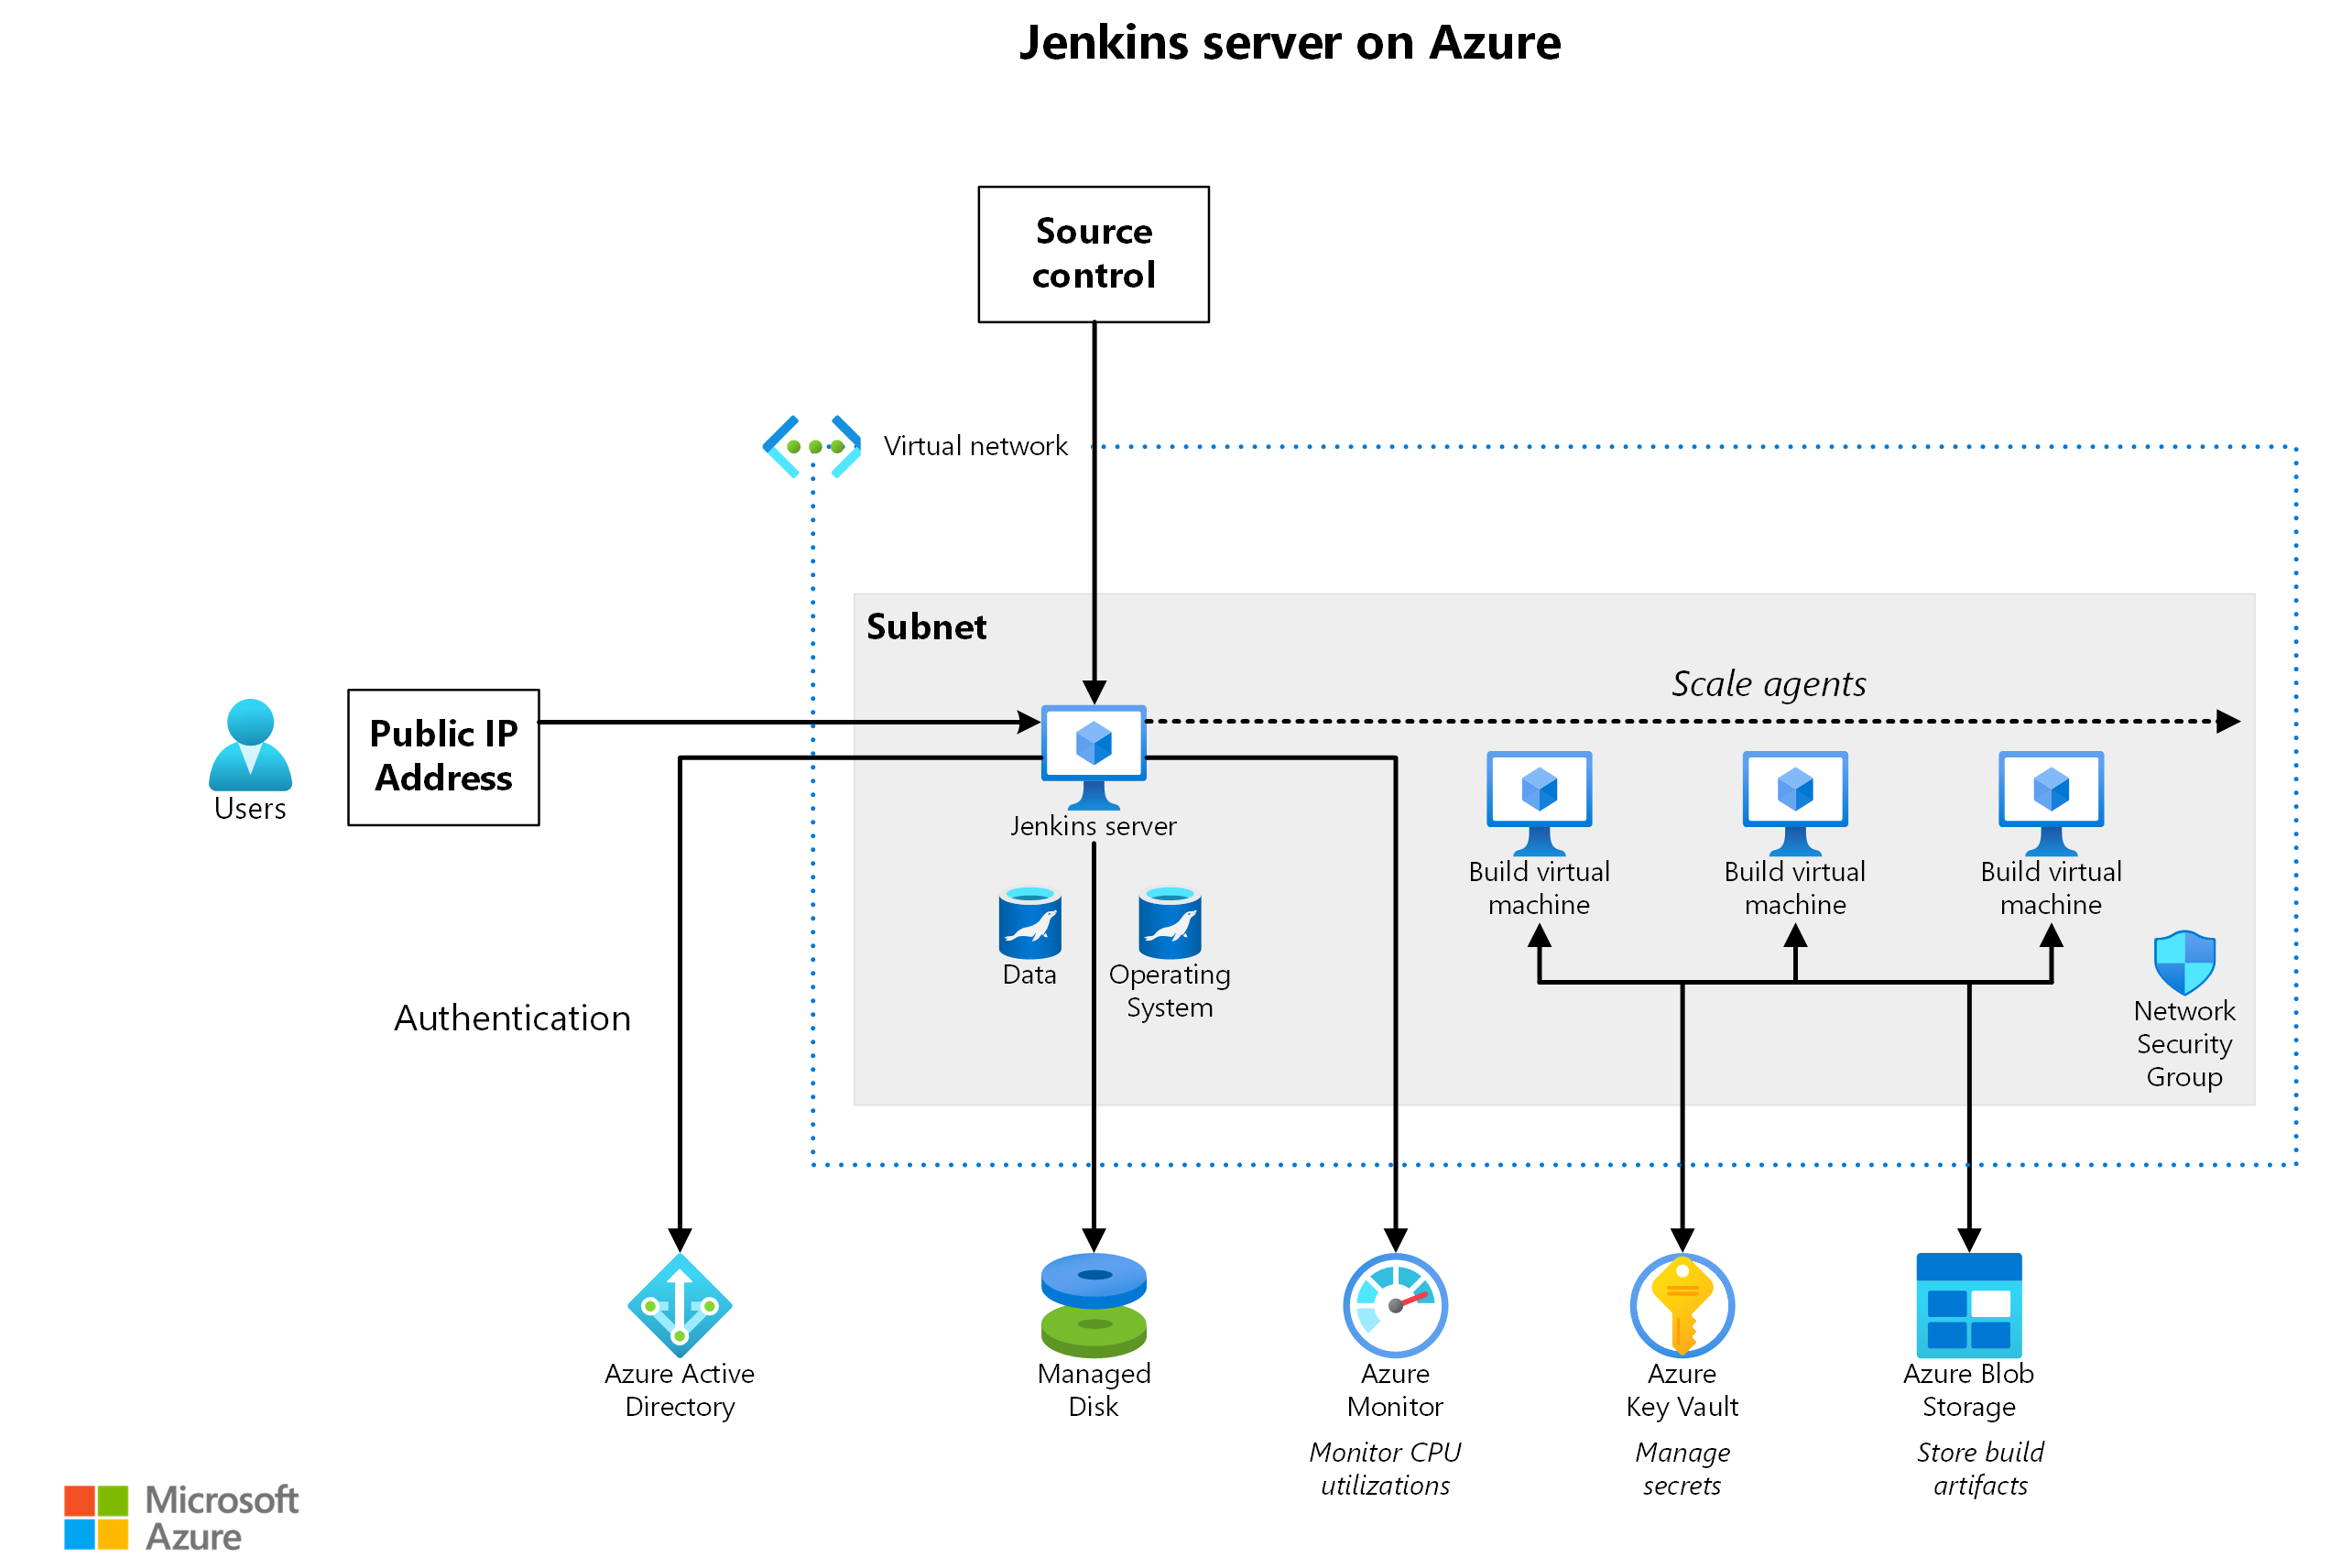 Jenkins server on Azure
Source
control
Virtual network
Subnet
Scale agents
Public IP
Address
Users
Jenkins server
Build virtual
machine
Build virtual
machine
Build virtual
machine
Data
Operating
System
Network
Security
Group
Authentication
Azure Active
Directory
Managed
Disk
Azure
Monitor
Monitor CPU
utilizations
Azure
Key Vault
Manage
secrets
Azure Blob
Storage
Store build
artifacts
Microsoft
Azure